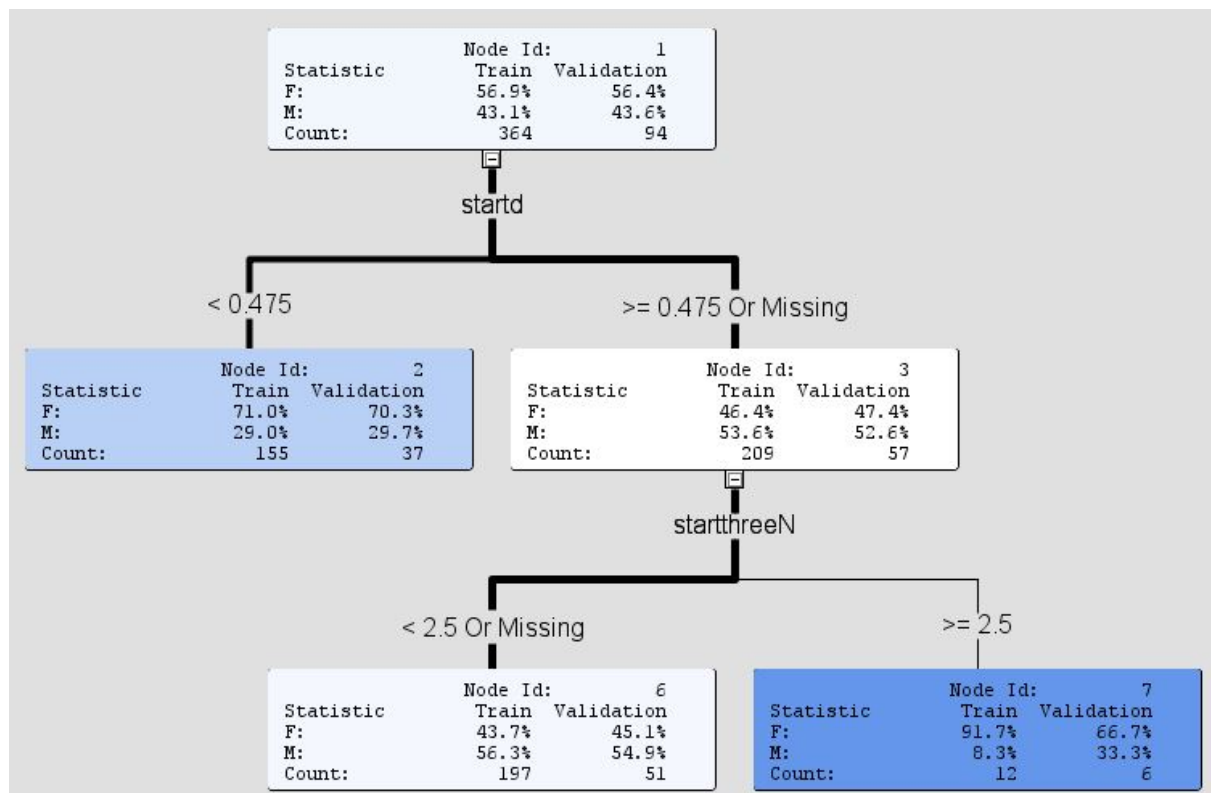 Node Id: 1
Statistic Train Validation
F: 56.9% 56.4%
M: 43.1% 43.6%
Count: 364 94
startd
< 0.475
>= 0.475 Or Missing
Node Id: 2
Statistic Train Validation
F: 71.0% 70.3%
M: 29.0% 29.7%
Count: 155 37
Node Id: 3
Statistic Train Validation
F: 46.4% 47.4%
M: 53.6% 52.6%
Count: 209 57
startthreeN
< 2.5 Or Missing
>= 2.5
Node Id: 6
Statistic Train Validation
F: 43.7% 45.1%
M: 56.3% 54.9%
Count: 197 51
Node Id: 7
Statistic Train Validation
F: 91.7% 66.7%
M: 8.3% 33.3%
Count: 12 6